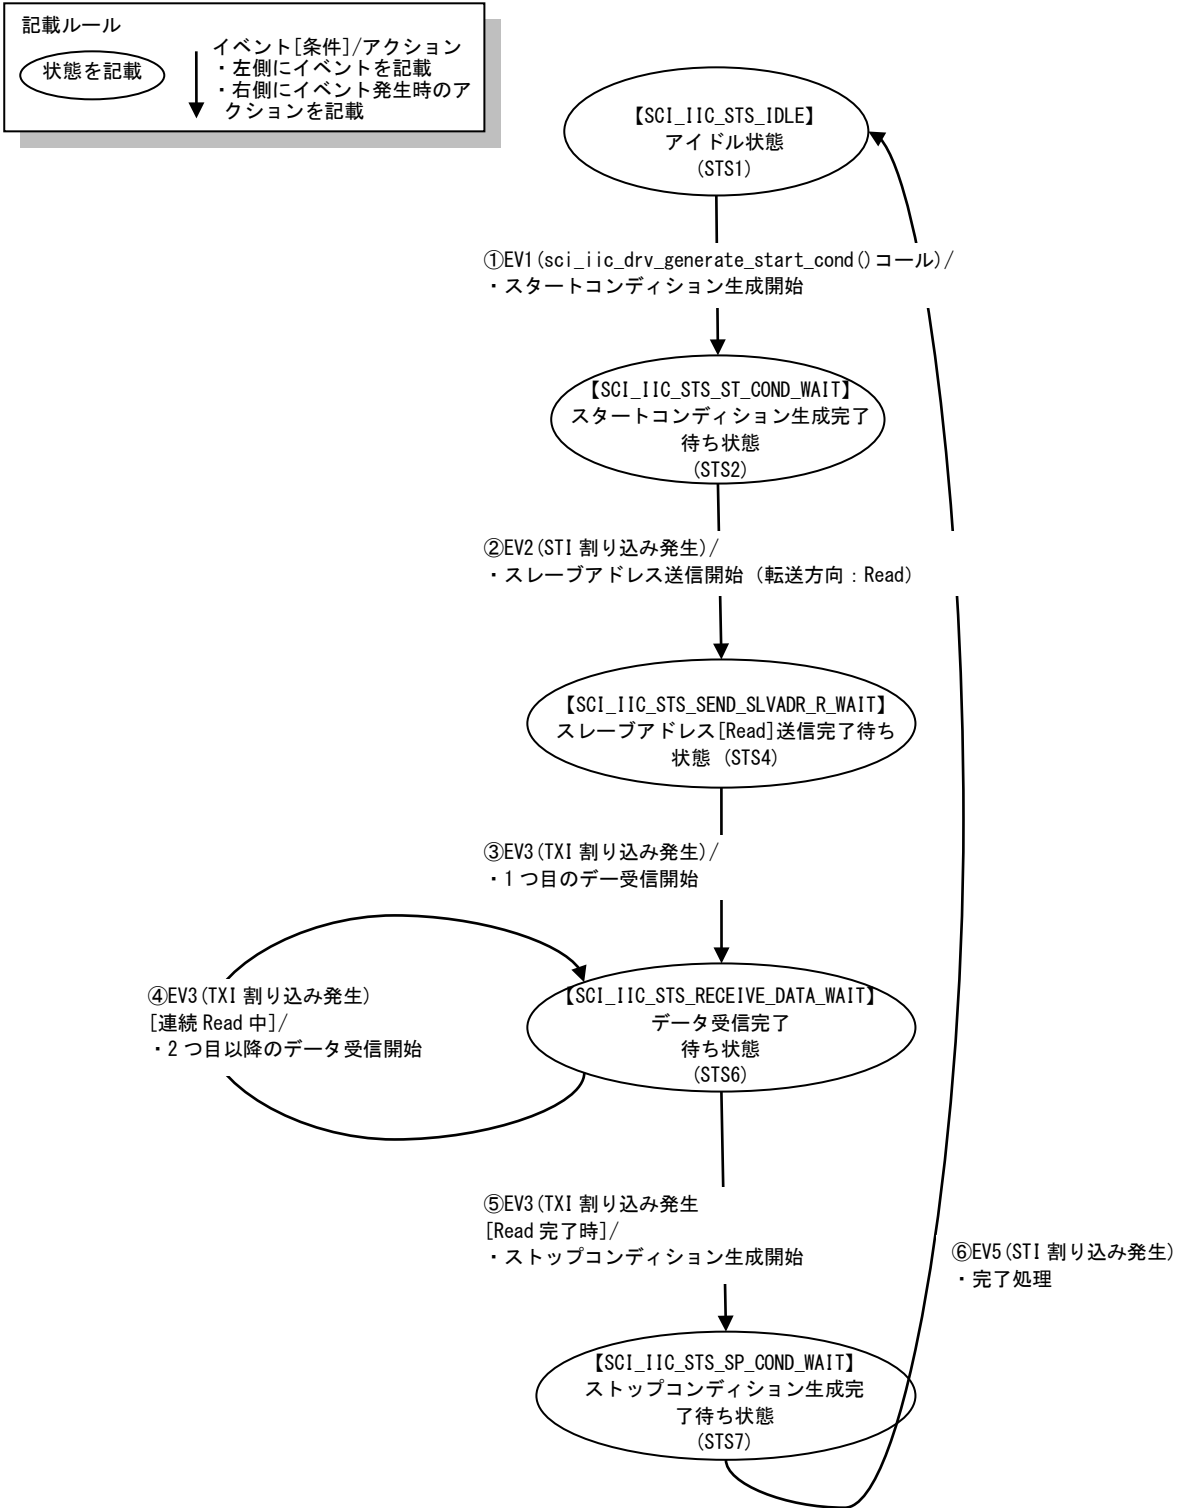 記載ルール
状態を記載
イベント[条件]/アクション
・左側にイベントを記載
・右側にイベント発生時のア
クションを記載
【SCI_IIC_STS_IDLE】
アイドル状態
(STS1)
①EV1(sci_iic_drv_generate_start_cond()コール)/
・スタートコンディション生成開始
【SCI_IIC_STS_ST_COND_WAIT】
スタートコンディション生成完了
待ち状態
(STS2)
②EV2(STI 割り込み発生)/
・スレーブアドレス送信開始（転送方向：Read）
【SCI_IIC_STS_SEND_SLVADR_R_WAIT】
スレーブアドレス[Read]送信完了待ち
状態 (STS4)
③EV3(TXI 割り込み発生)/
・1 つ目のデー受信開始
④EV3(TXI 割り込み発生)
[連続 Read 中]/
・2 つ目以降のデータ受信開始
【SCI_IIC_STS_RECEIVE_DATA_WAIT】
データ受信完了
待ち状態
(STS6)
⑤EV3(TXI 割り込み発生
[Read 完了時]/
・ストップコンディション生成開始
⑥EV5(STI 割り込み発生)
・完了処理
【SCI_IIC_STS_SP_COND_WAIT】
ストップコンディション生成完
了待ち状態
(STS7)